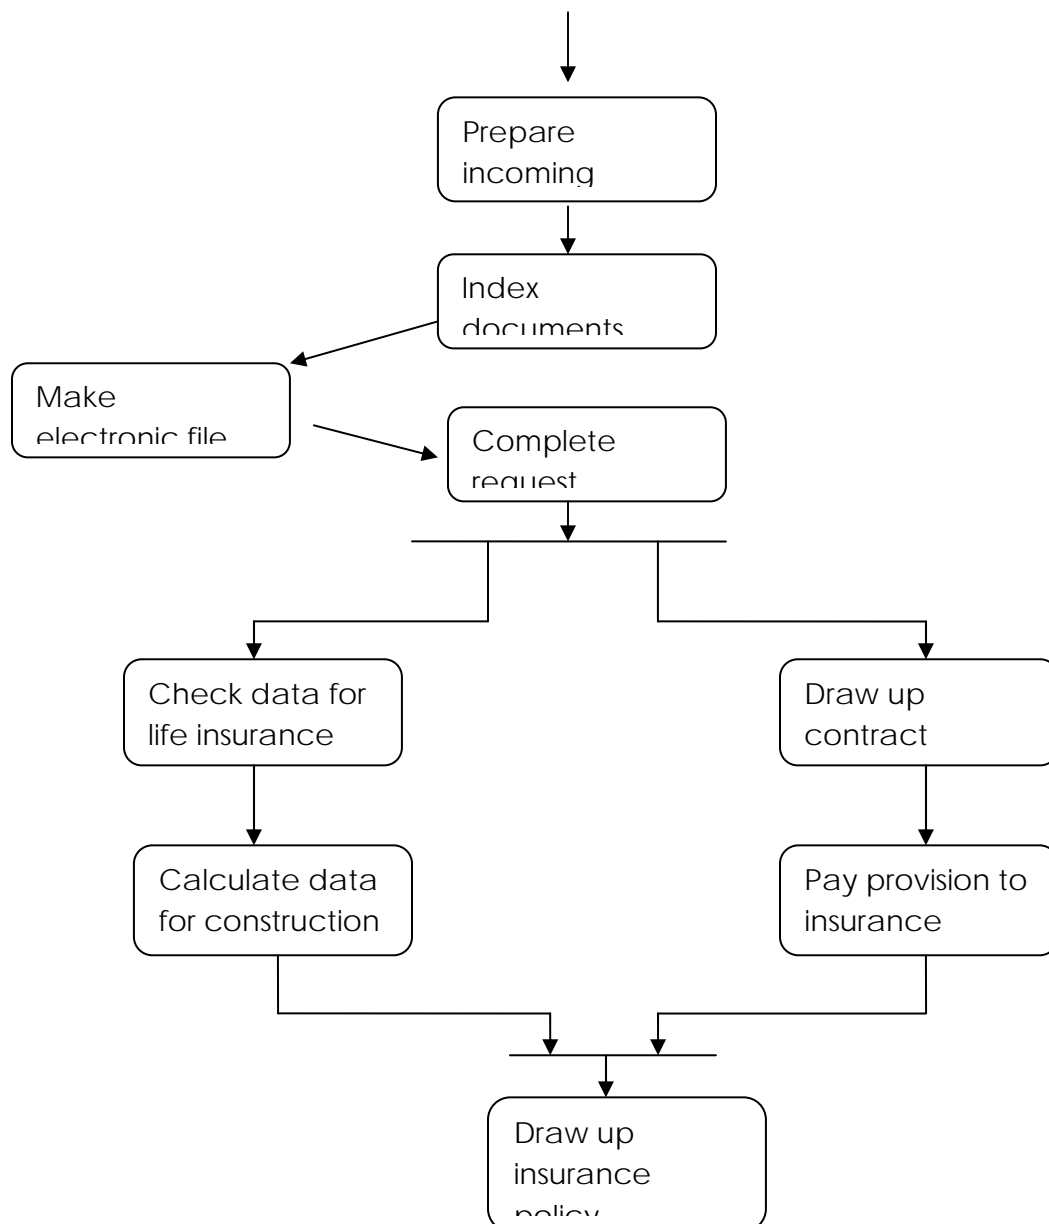 Prepare
incoming
Index
documents
Make
electronic file
Complete
request
Check data for
life insurance
Draw up
contract
Calculate data
for construction
Pay provision to
insurance
Draw up
insurance
policy